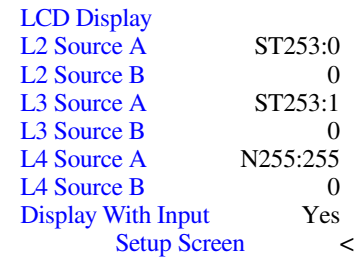 LCD Display
L2 Source A ST253:0
L2 Source B 0
L3 Source A ST253:1
L3 Source B 0
L4 Source A N255:255
L4 Source B 0
Display With Input Yes
Setup Screen <